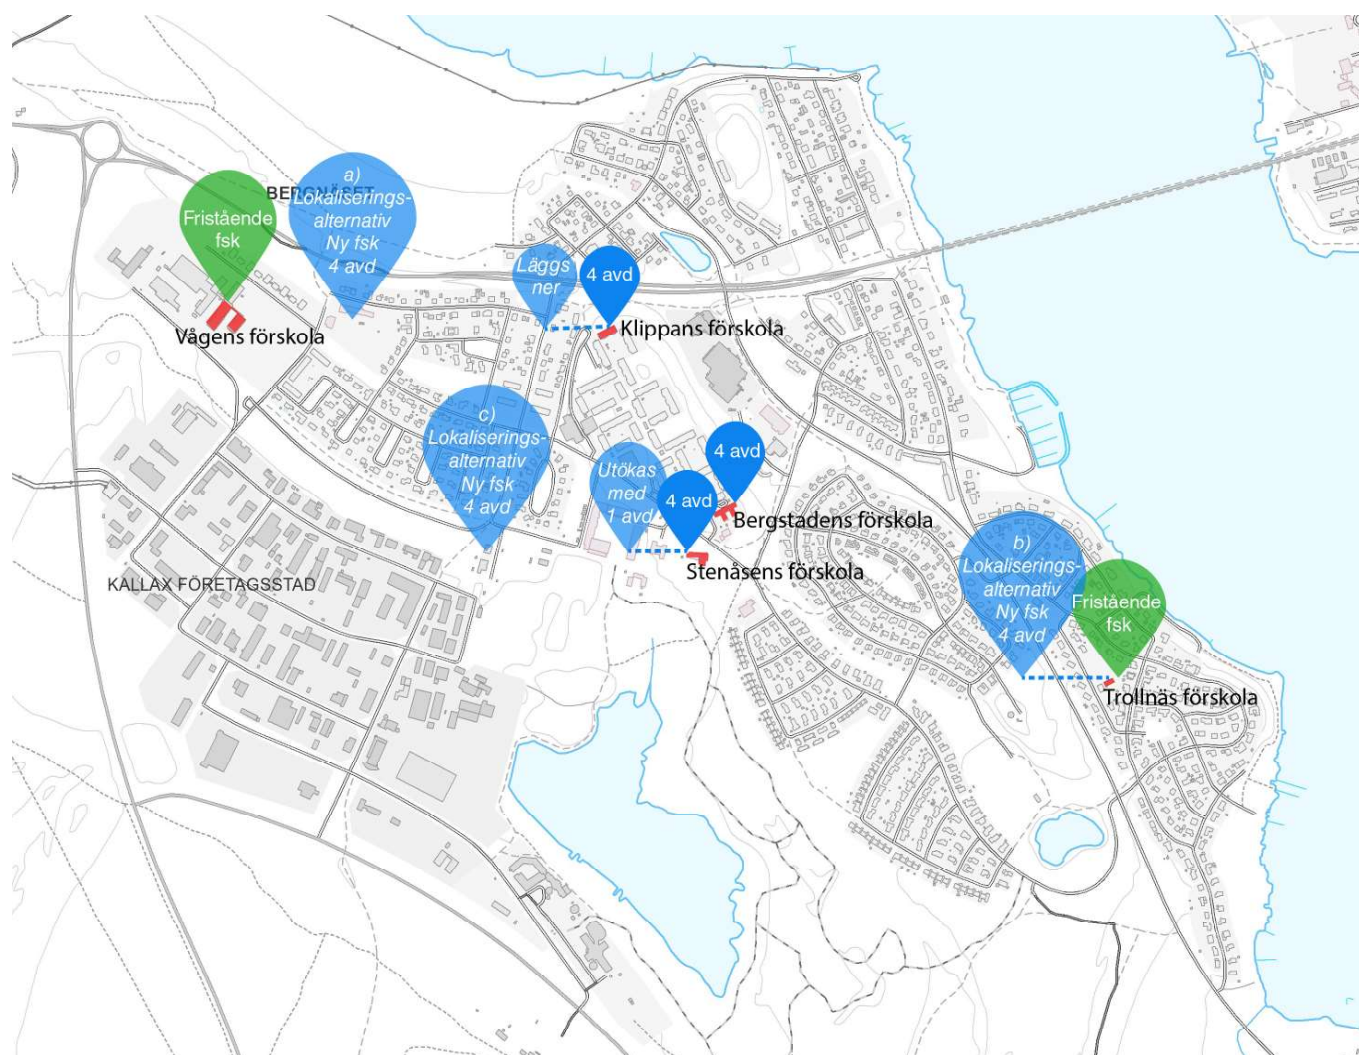 BERGNÄSET
a)
Lokaliserings-
alternativ
Ny fsk
4 avd
Fristående
fsk
Vågens förskola
Läggs
ner
4 avd
Klippans förskola
c)
Lokaliserings-
alternativ
Ny fsk
4 avd
Utökas
med
1 avd
4 avd
4 avd
Bergstadens förskola
Stenåsens förskola
KALLAX FÖRETAGSSTAD
b)
Lokaliserings-
alternativ
Ny fsk
4 avd
Fristående
fsk
Trollnäs förskola